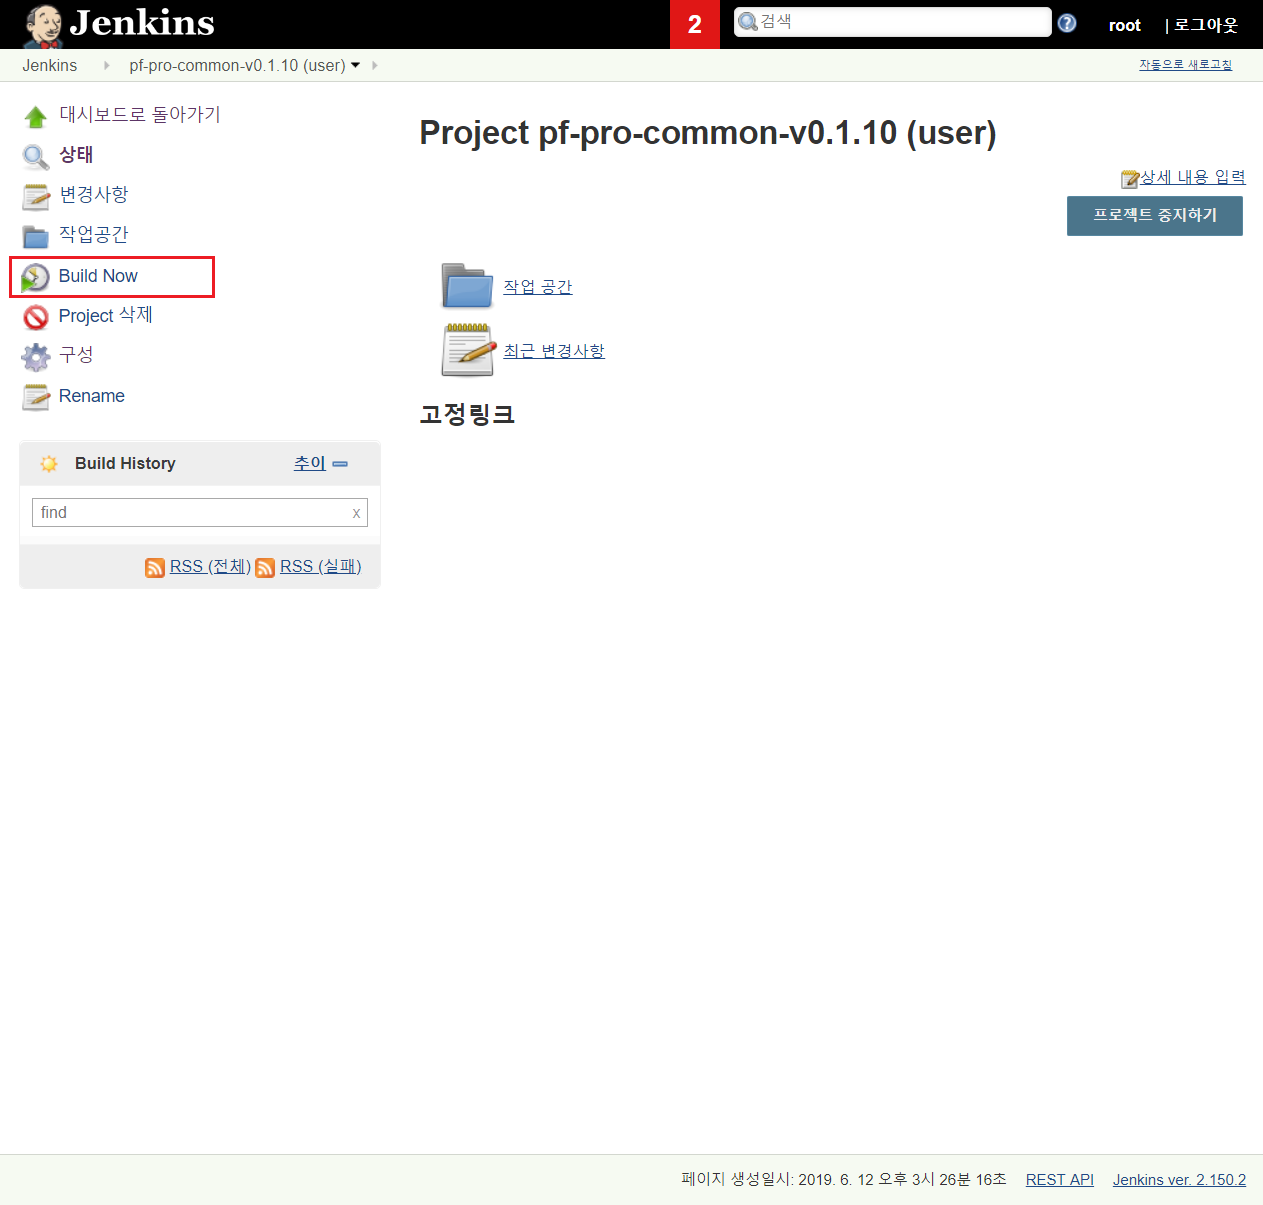 Jenkins
2
검색
root | 로그아웃
Jenkins pf-pro-common-v0.1.10 (user)
자동으로 새로고침
대시보드로 돌아가기
상태
변경사항
작업공간
Build Now
Project 삭제
구성
Rename
Build History 추이
find x
RSS (전체) RSS (실패)
Project pf-pro-common-v0.1.10 (user)
상세 내용 입력
프로젝트 중지하기
작업 공간
최근 변경사항
고정링크
페이지 생성일시: 2019. 6. 12 오후 3시 26분 16초 REST API Jenkins ver. 2.150.2